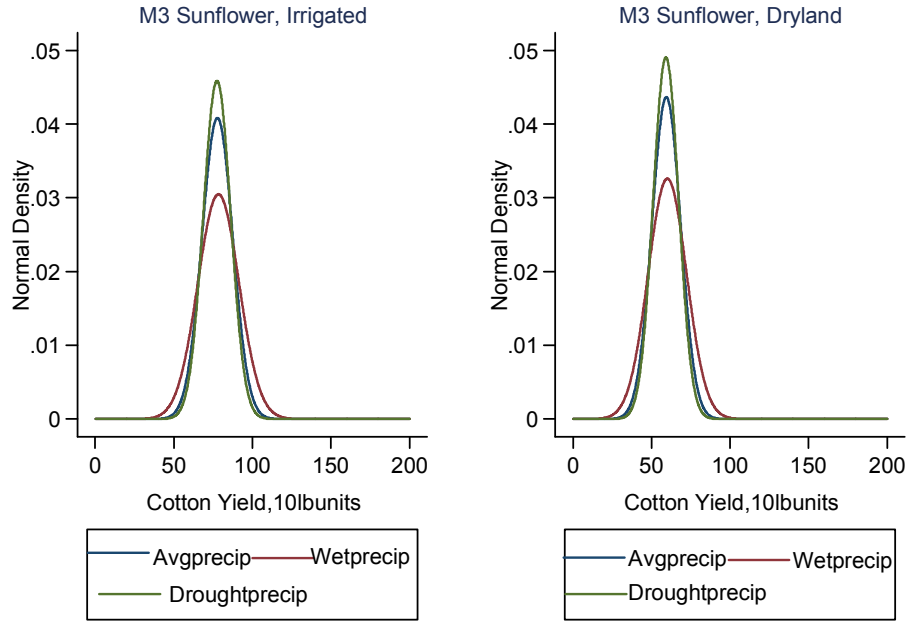 M3 Sunflower, Irrigated
.05
.04
.03
.02
.01
0
Normal Density
0 50 100 150 200
Cotton Yield,10lbunits
Avgprecip Wetprecip
Droughtprecip
M3 Sunflower, Dryland
.05
.04
.03
.02
.01
0
Normal Density
0 50 100 150 200
Cotton Yield,10lbunits
Avgprecip Wetprecip
Droughtprecip